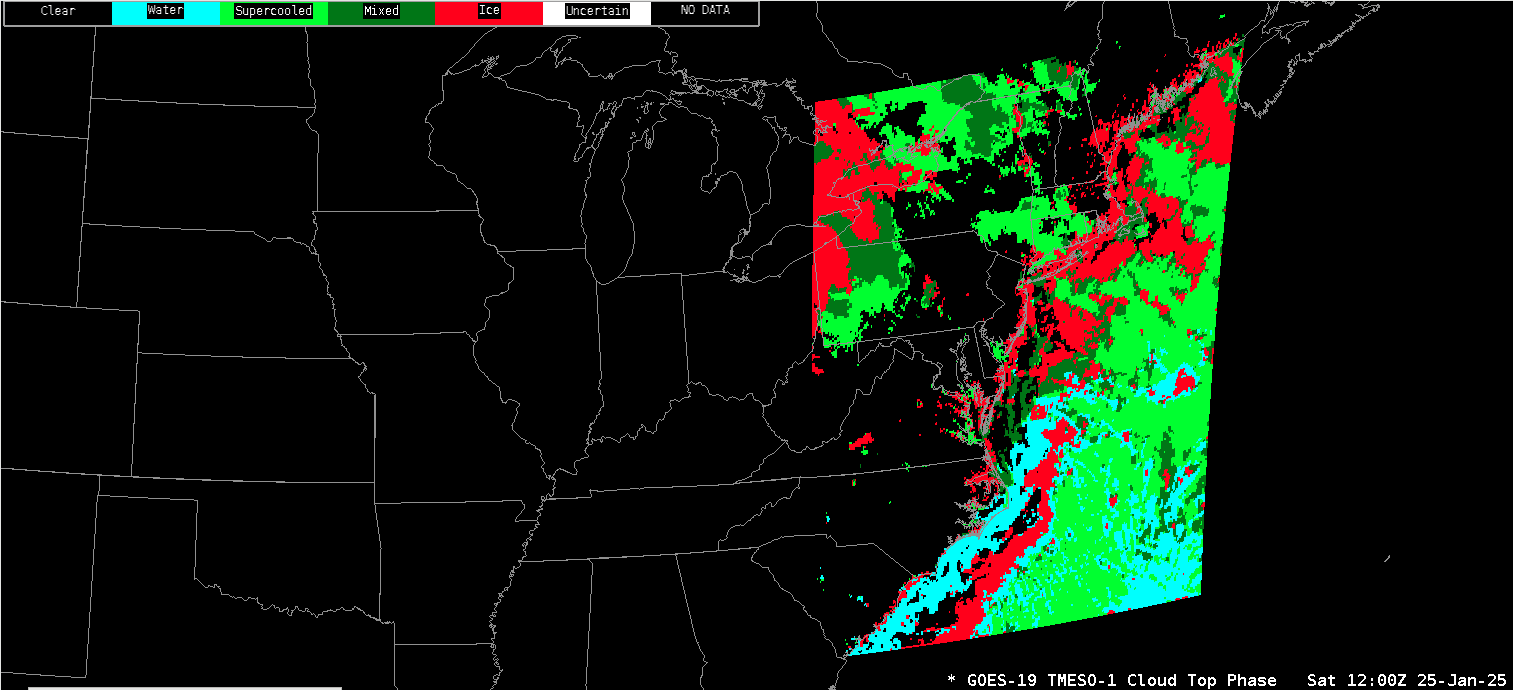 Clear Water Supercooled Mixed Ice Uncertain NO DATA
* GOES-19 TMESO-1 Cloud Top Phase Sat 12:00Z 25-Jan-25